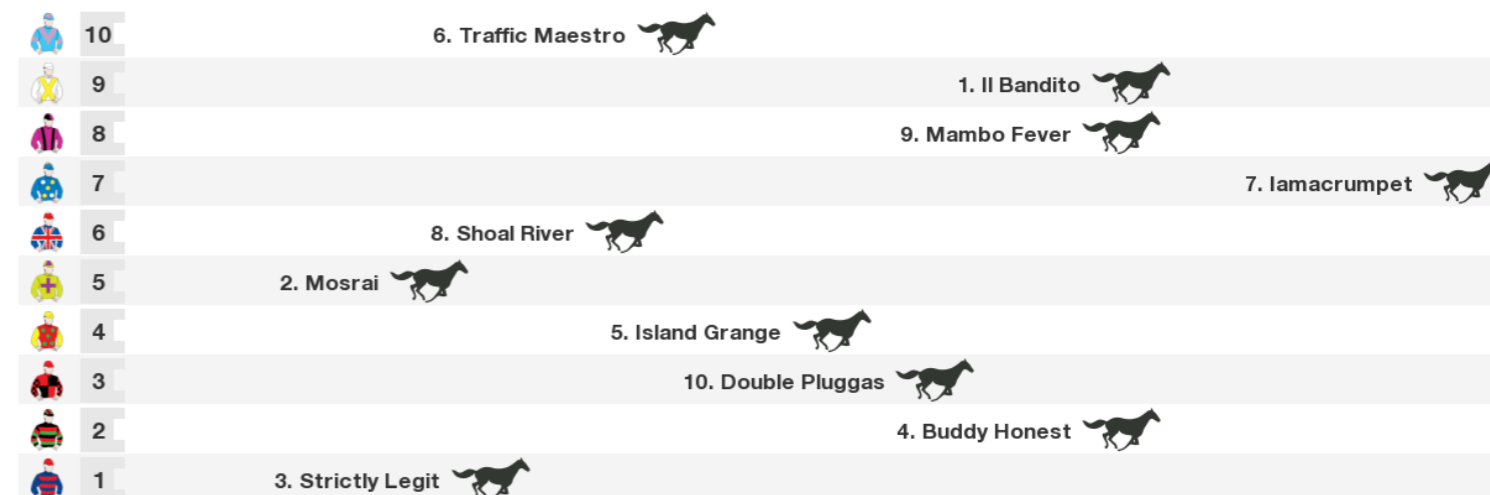 10 6. Traffic Maestro
9 1. Il Bandito
8 9. Mambo Fever
7 7. Iamacrumpet
6 8. Shoal River
5 2. Mosrai
4 5. Island Grange
3 10. Double Pluggas
2 4. Buddy Honest
1 3. Strictly Legit